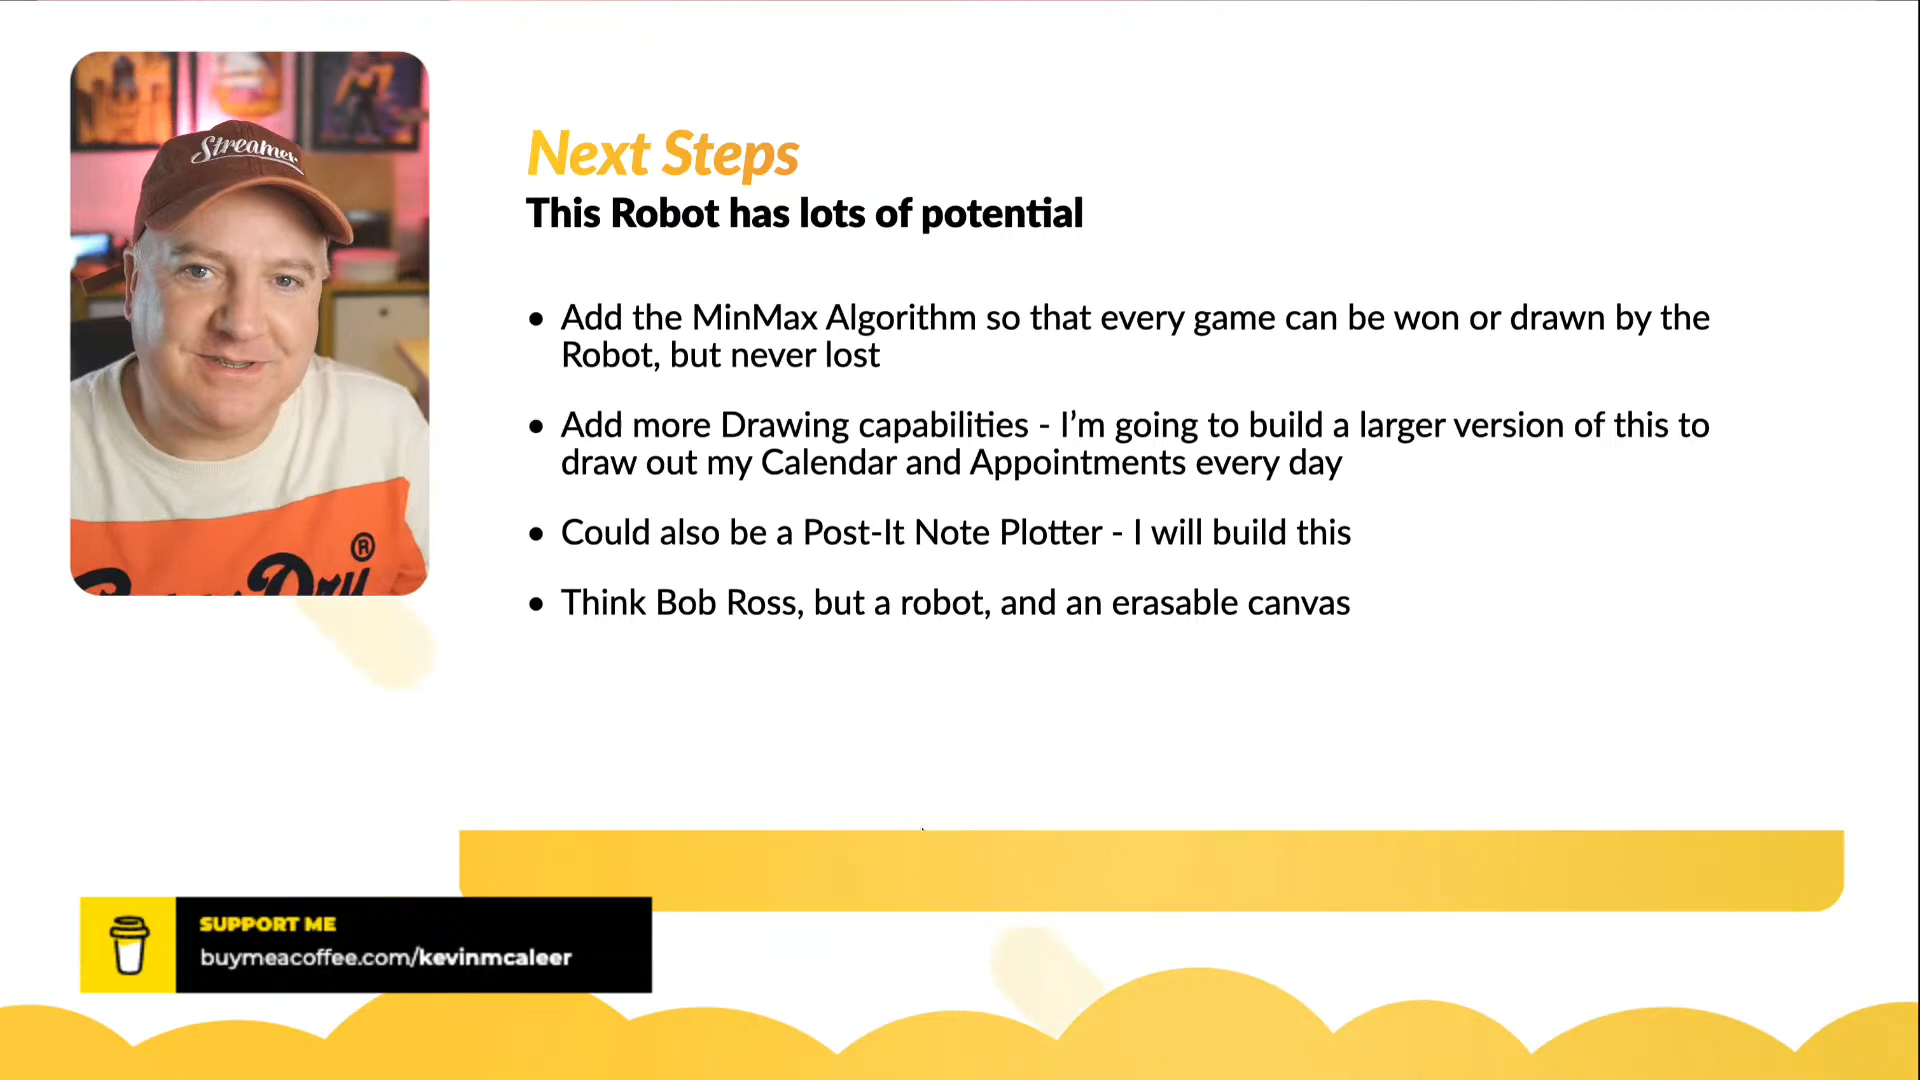 Streamer
Next Steps
This Robot has lots of potential
• Add the MinMax Algorithm so that every game can be won or drawn by the
Robot, but never lost
• Add more Drawing capabilities - I'm going to build a larger version of this to
draw out my Calendar and Appointments every day
• Could also be a Post-It Note Plotter - I will build this
• Think Bob Ross, but a robot, and an erasable canvas
®
SUPPORT ME
buymeacoffee.com/kevinmcaleer